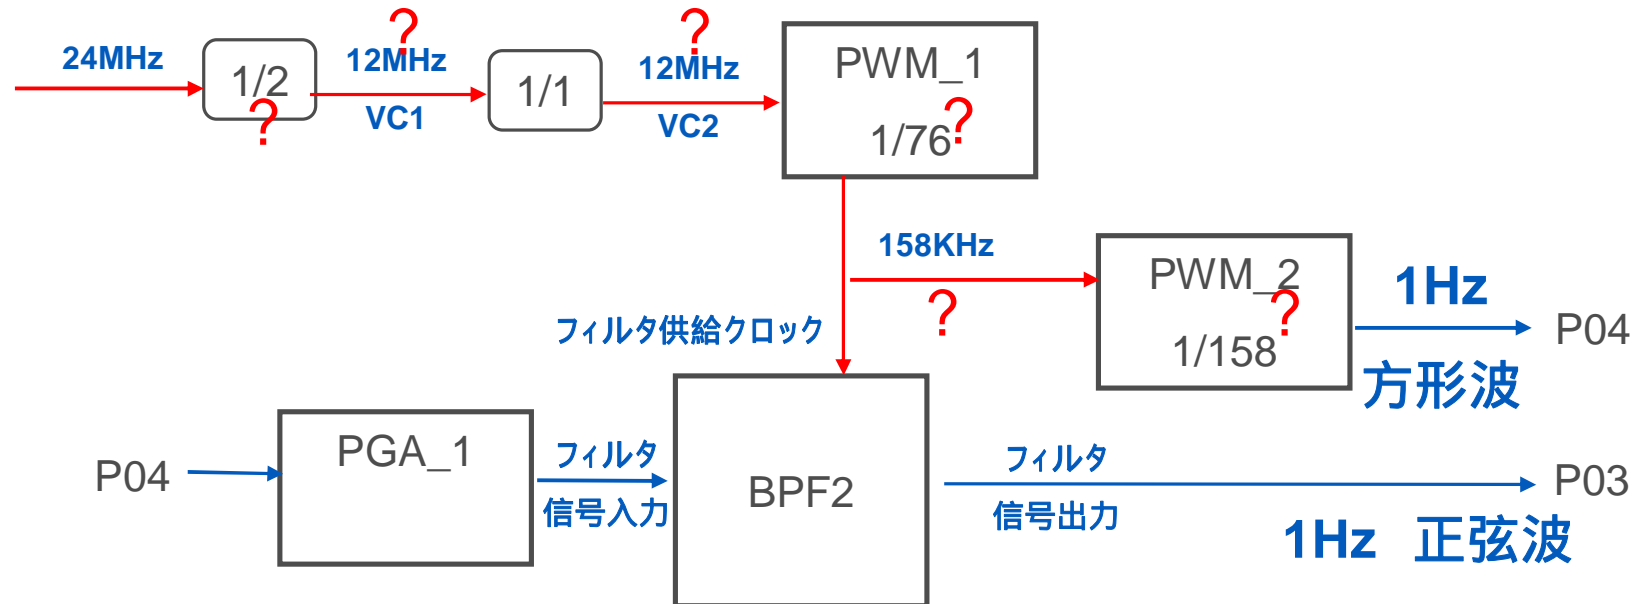 ?
?
24MHz
1/2
?
12MHz
VC1
1/1
12MHz
VC2
PWM_1
1/76
?
158KHz
?
PWM_2
?
1/158
1Hz
P04
方形波
フィルタ供給クロック
P04
PGA_1
フィルタ
信号入力
BPF2
フィルタ
信号出力
P03
1Hz 正弦波